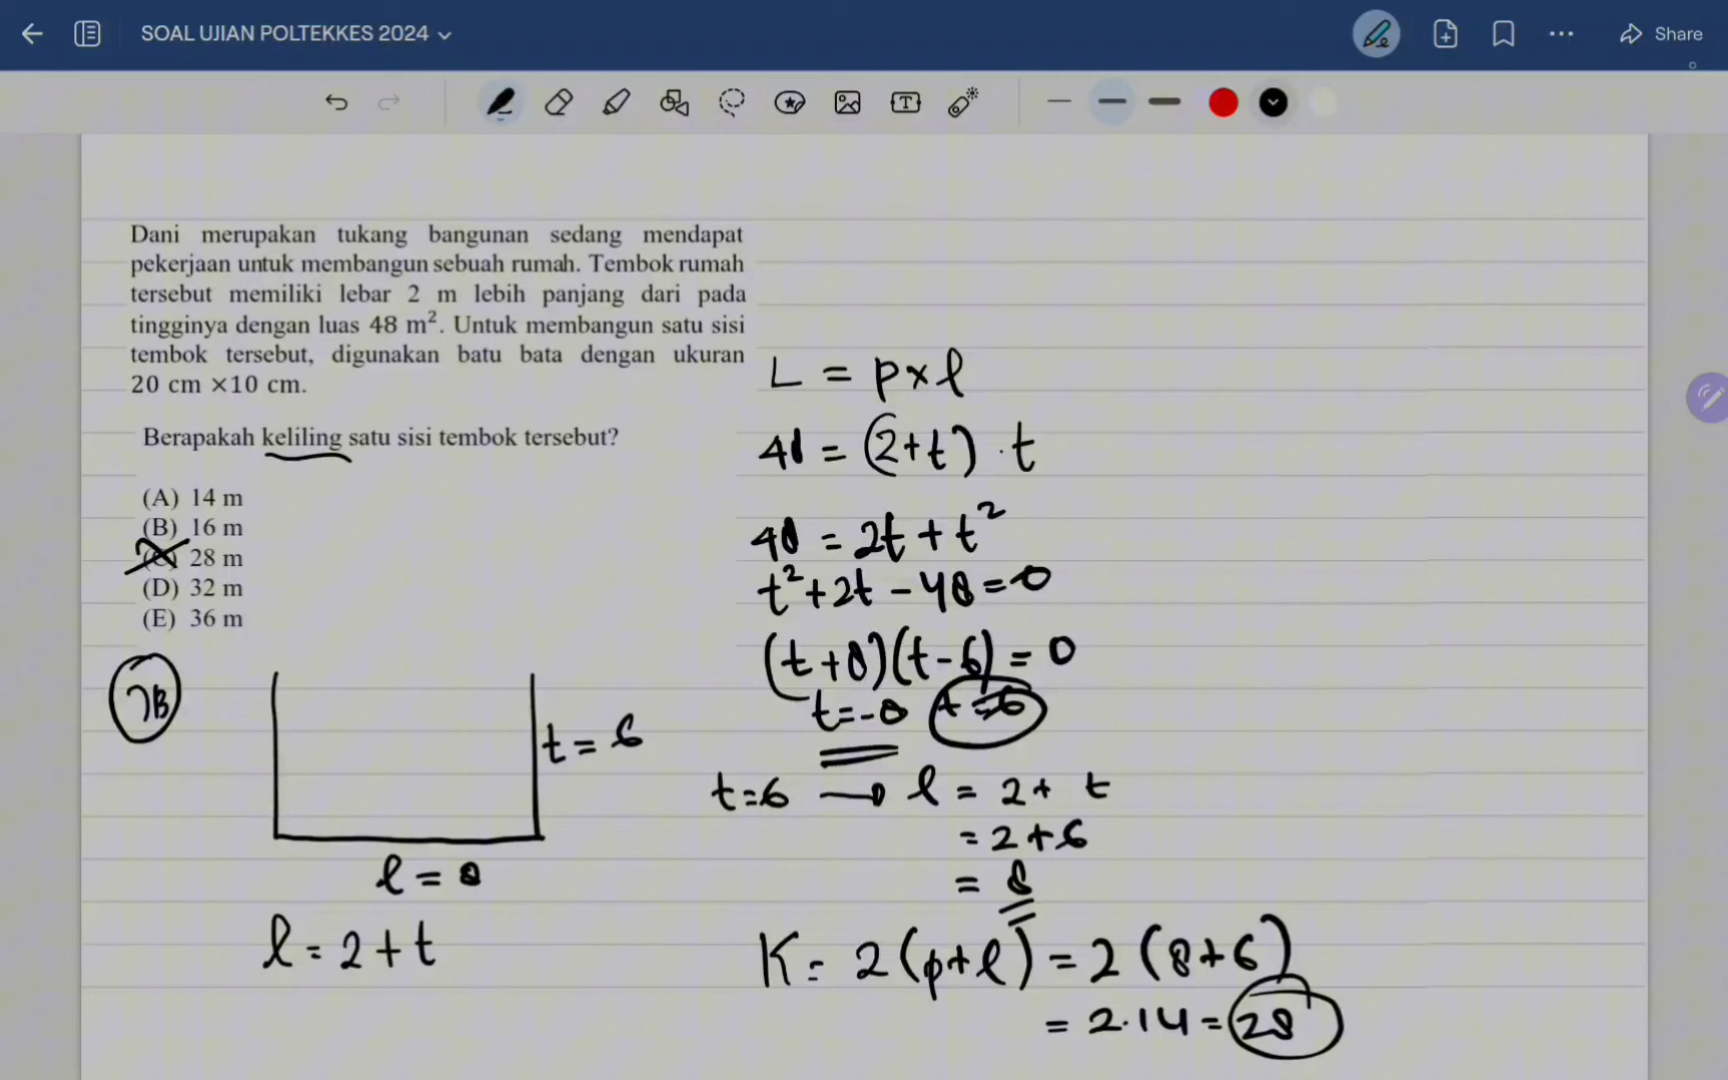 SOAL UJIAN POLTEKKES 2024
Share
Dani merupakan tukang bangunan sedang mendapat
pekerjaan untuk membangun sebuah rumah. Tembok rumah
tersebut memiliki lebar 2 m lebih panjang dari pada
tingginya dengan luas 48 m². Untuk membangun satu sisi
tembok tersebut, digunakan batu bata dengan ukuran
20 cm ×10 cm.
Berapakah keliling satu sisi tembok tersebut?
(A) 14 m
(B) 16 m
(C) 28 m
(D) 32 m
(E) 36 m
t = 6
l = 8
l = 2 + t
L = p × l
48 = (2+t) · t
48 = 2t + t²
t² + 2t - 48 = 0
(t+8)(t-6) = 0
t=-8 t=6
t=6 → l = 2 + t
= 2 + 6
= 8
K = 2(p+l) = 2(8+6)
= 2.14 = 28